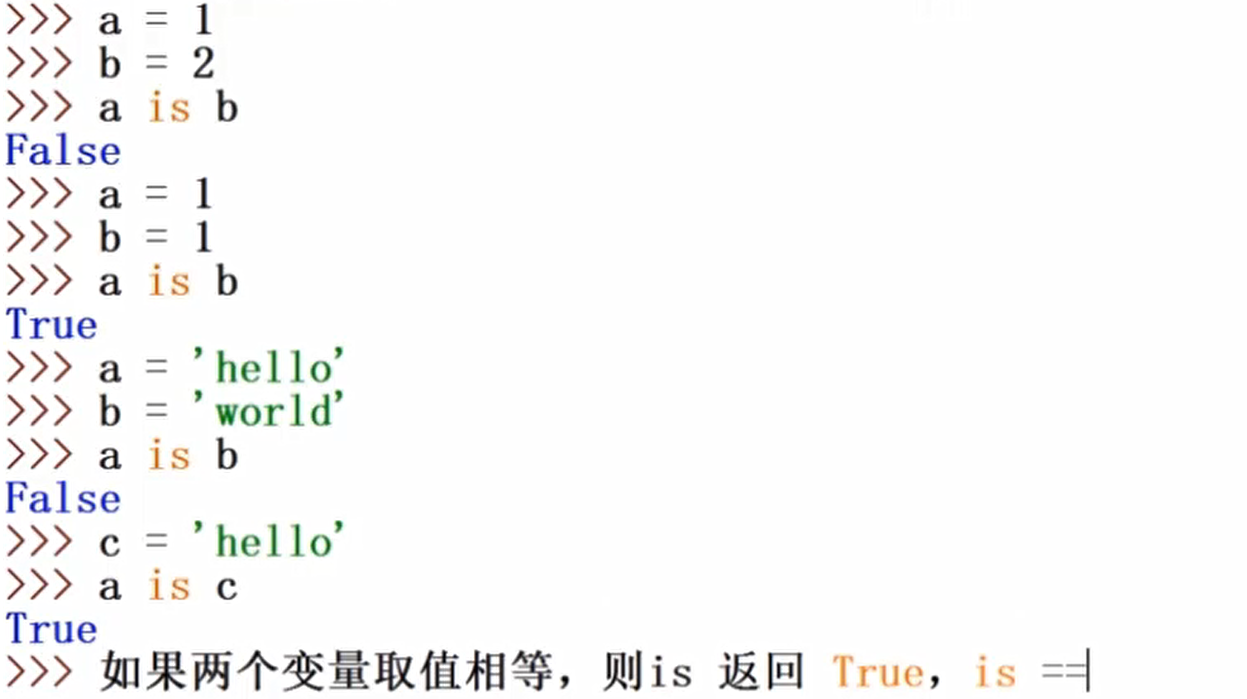 >>> a = 1
>>> b = 2
>>> a is b
False
>>> a = 1
>>> b = 1
>>> a is b
True
>>> a = 'hello'
>>> b = 'world'
>>> a is b
False
>>> c = 'hello'
>>> a is c
True
>>> 如果两个变量取值相等，则is 返回 True，is ==